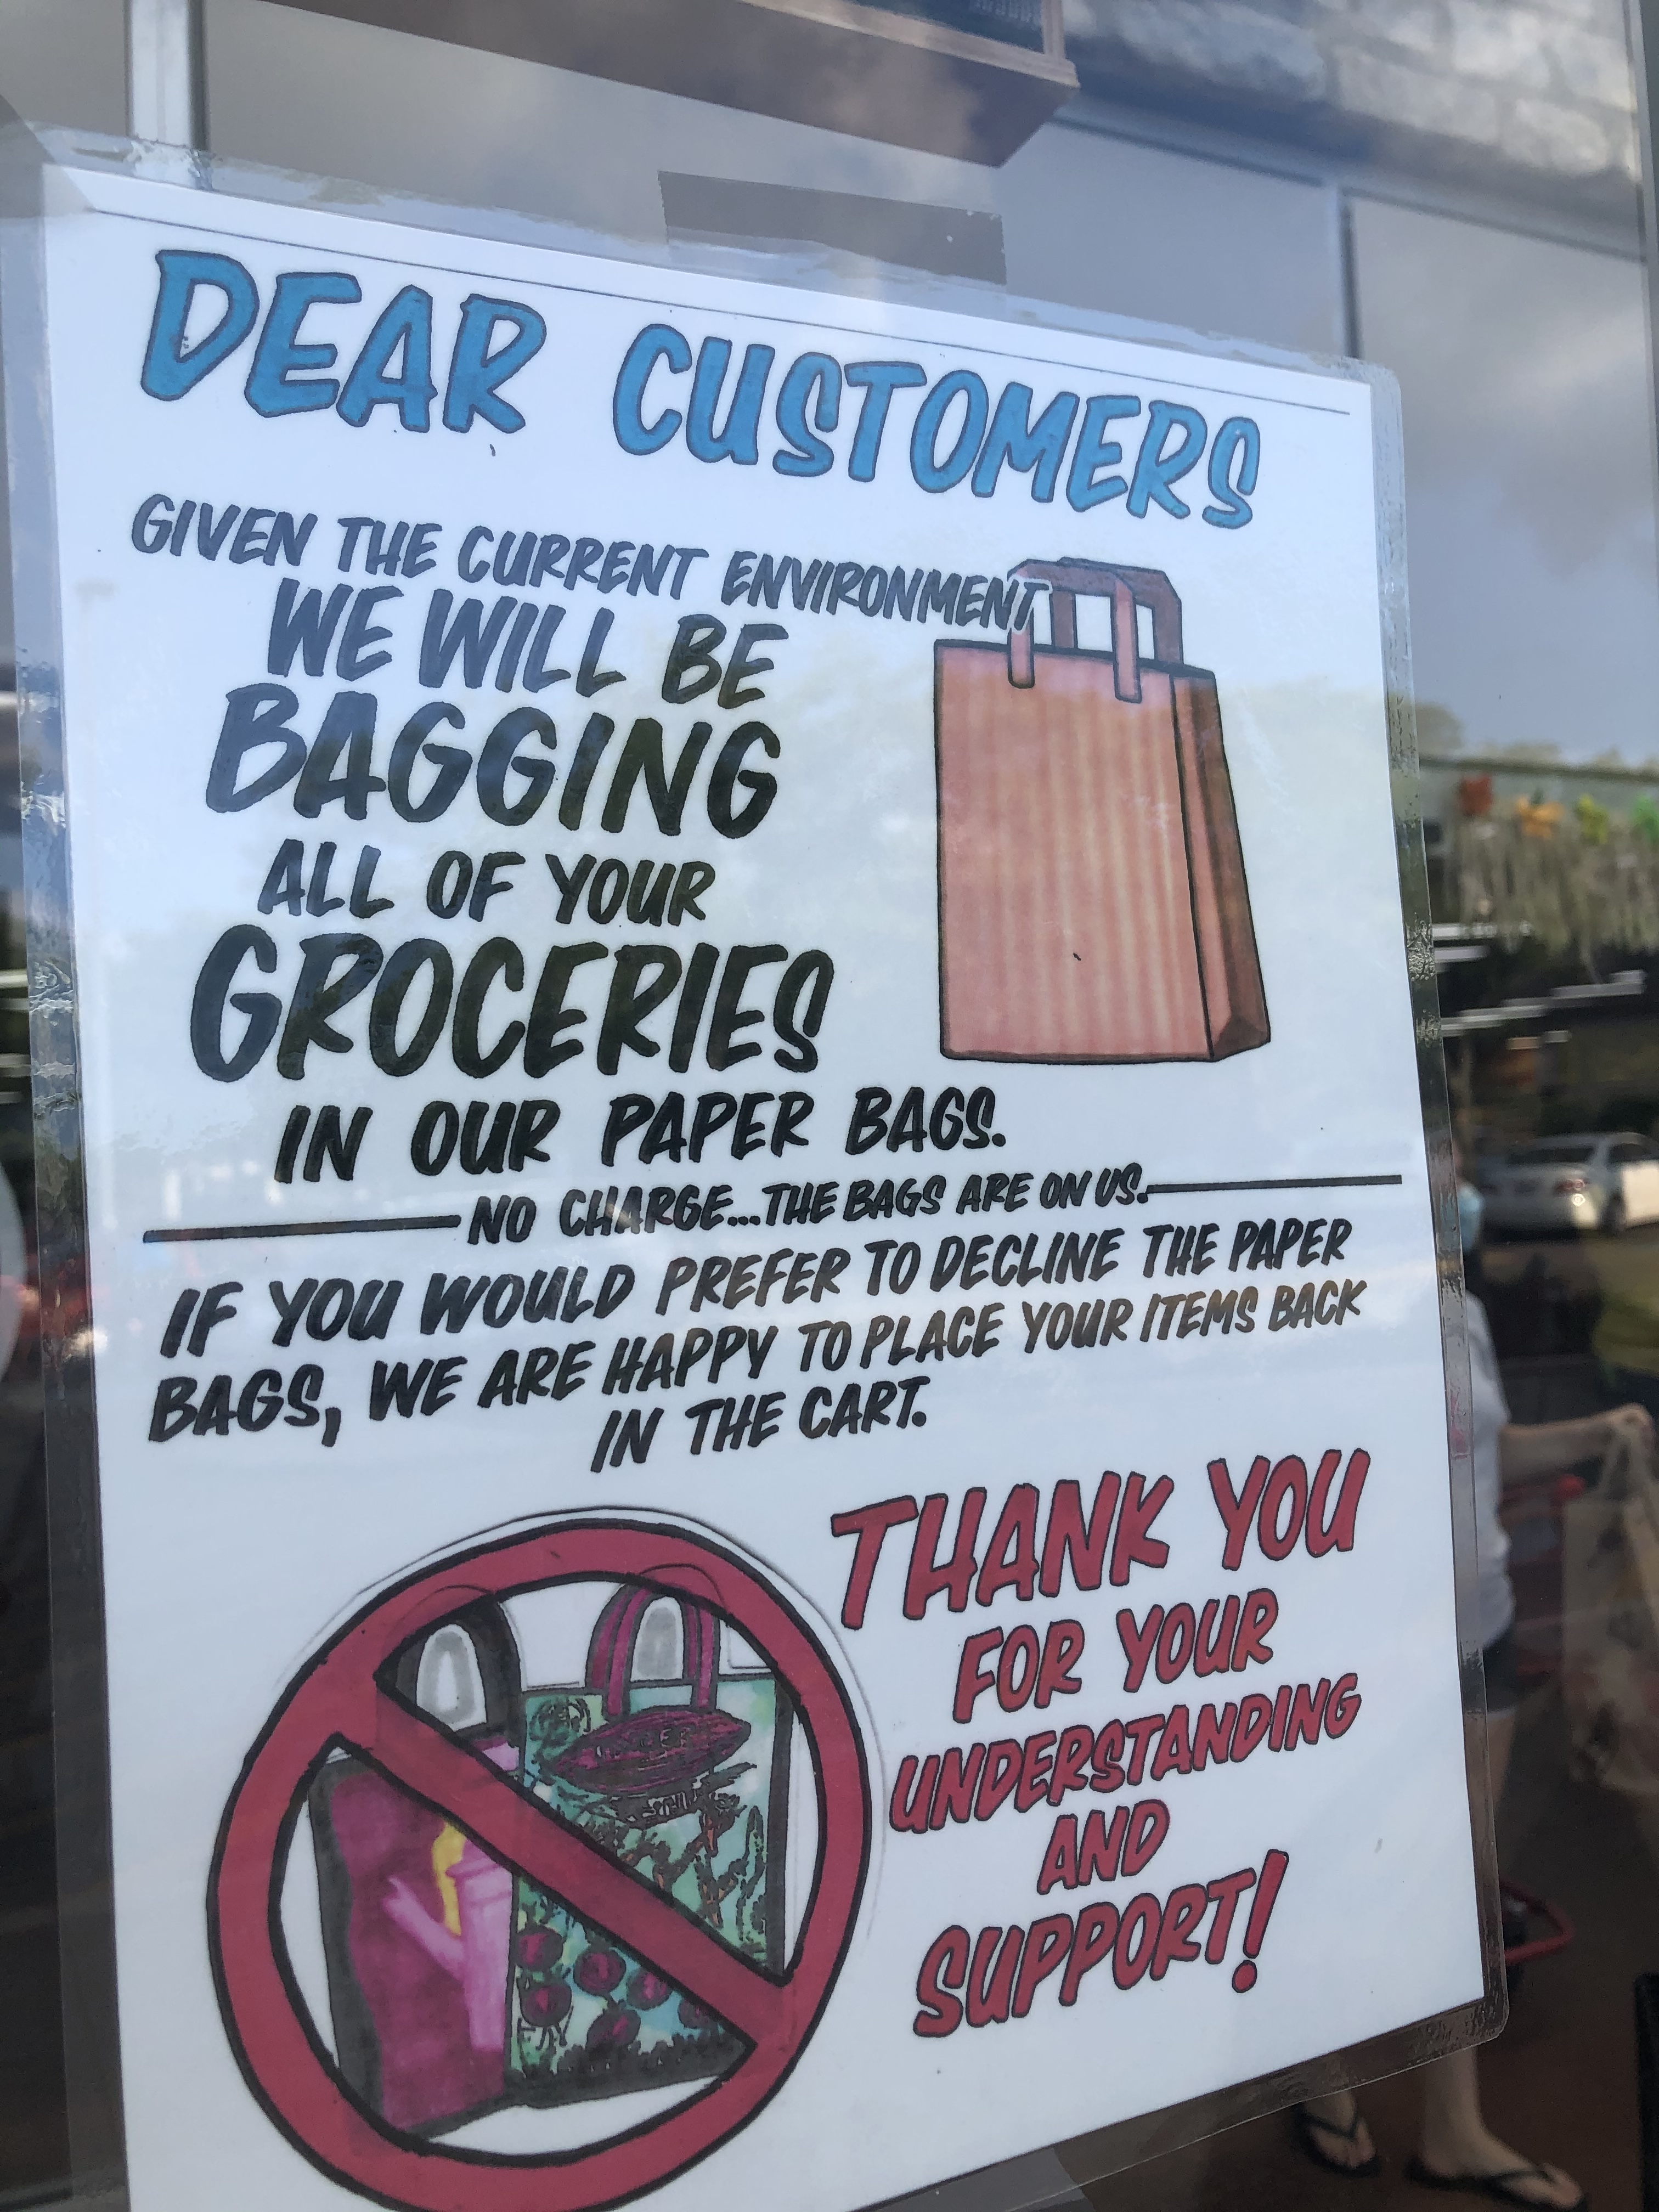 DEAR CUSTOMERS
GIVEN THE CURRENT ENVIRONMENT
WE WILL BE
BAGGING
ALL OF YOUR
GROCERIES
IN OUR PAPER BAGS.
NO CHARGE...THE BAGS ARE ON US.
IF YOU WOULD PREFER TO DECLINE THE PAPER
BAGS, WE ARE HAPPY TO PLACE YOUR ITEMS BACK
IN THE CART.
THANK YOU
FOR YOUR
UNDERSTANDING
AND
SUPPORT!